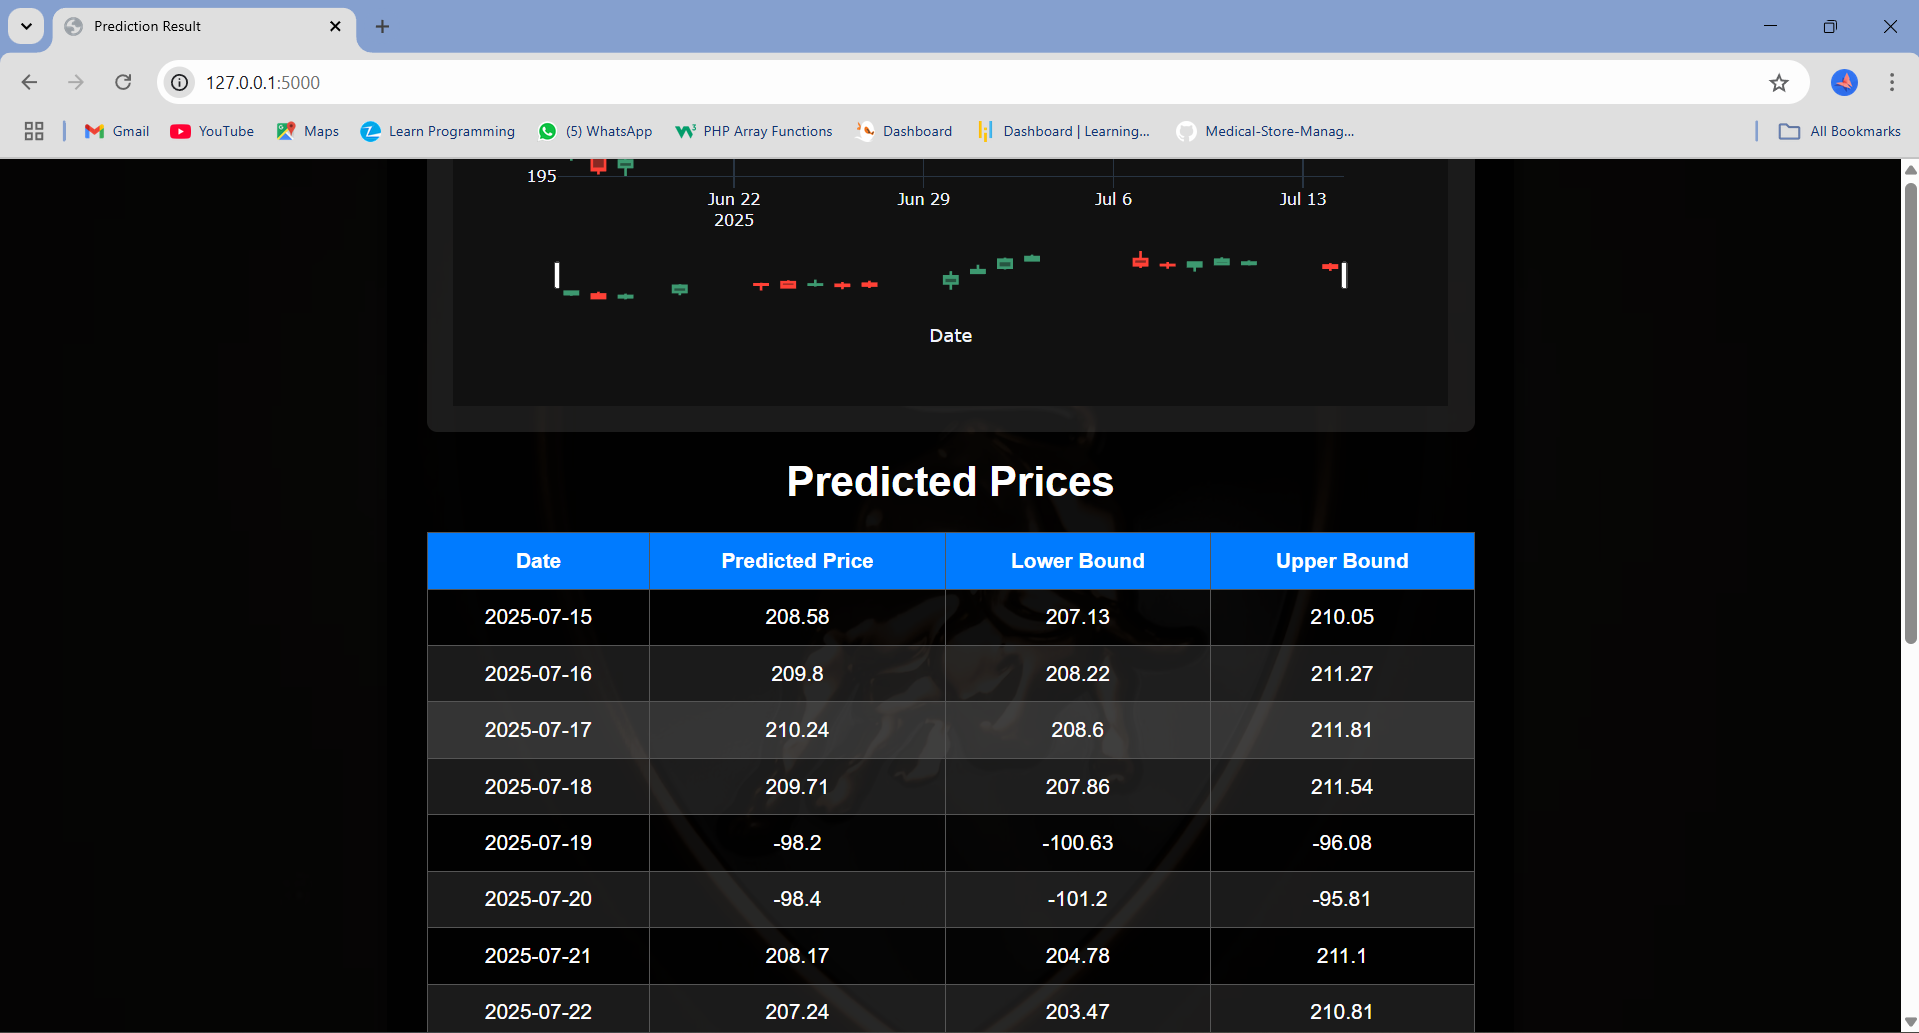 Prediction Result
127.0.0.1:5000
Gmail YouTube Maps Learn Programming (5) WhatsApp PHP Array Functions Dashboard Dashboard | Learning... Medical-Store-Manag... All Bookmarks
195
Jun 22 Jun 29 Jul 6 Jul 13
2025
Date
Predicted Prices
Date Predicted Price Lower Bound Upper Bound
2025-07-15 208.58 207.13 210.05
2025-07-16 209.8 208.22 211.27
2025-07-17 210.24 208.6 211.81
2025-07-18 209.71 207.86 211.54
2025-07-19 -98.2 -100.63 -96.08
2025-07-20 -98.4 -101.2 -95.81
2025-07-21 208.17 204.78 211.1
2025-07-22 207.24 203.47 210.81